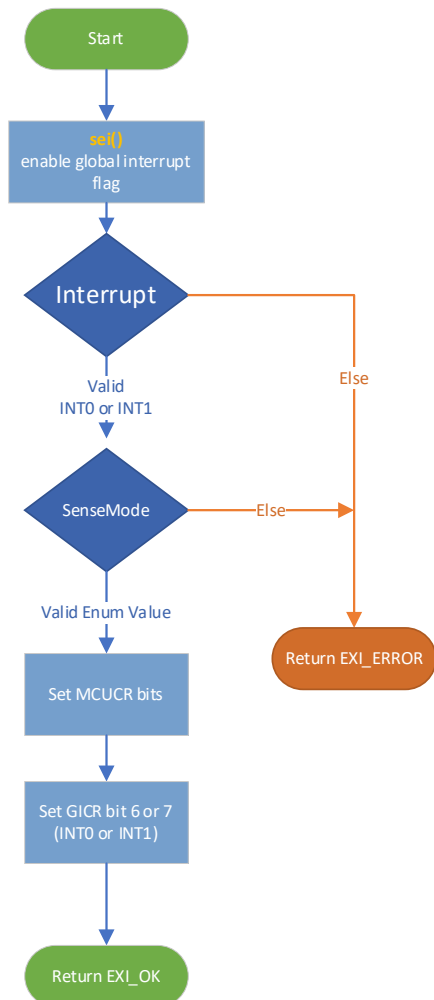 Start
sei()
enable global interrupt
flag
Interrupt
Else
Valid
INT0 or INT1
SenseMode
Else
Valid Enum Value
Return EXI_ERROR
Set MCUCR bits
Set GICR bit 6 or 7
(INT0 or INT1)
Return EXI_OK